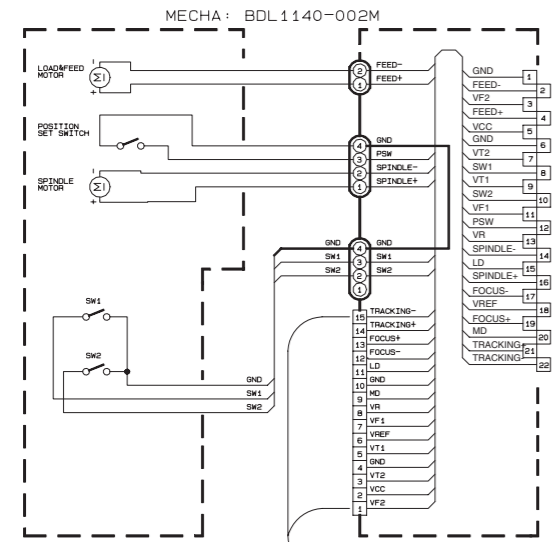 MECHA: BDL1140-002M
LOAD&FEED
MOTOR
-
M
+
2 FEED-
1 FEED+
POSITION
SET SWITCH
4 GND
3 PSW
2 SPINDLE-
1 SPINDLE+
SPINDLE
MOTOR
-
M
+
GND 4 GND
SW1 3 SW1
SW2 2 SW2
1
SW1
SW2
GND
SW1
SW2
15 TRACKING-
14 TRACKING+
13 FOCUS+
12 FOCUS-
11 LD
10 GND
9 MD
8 VR
7 VF1
6 VREF
5 VT1
4 GND
3 VT2
2 VCC
1 VF2
GND 1
FEED- 2
VF2 3
FEED+ 4
VCC 5
GND 6
VT2 7
SW1 8
VT1 9
SW2 10
VF1 11
PSW 12
VR 13
SPINDLE- 14
LD 15
SPINDLE+ 16
FOCUS- 17
VREF 18
FOCUS+ 19
MD 20
TRACKING+ 21
TRACKING- 22